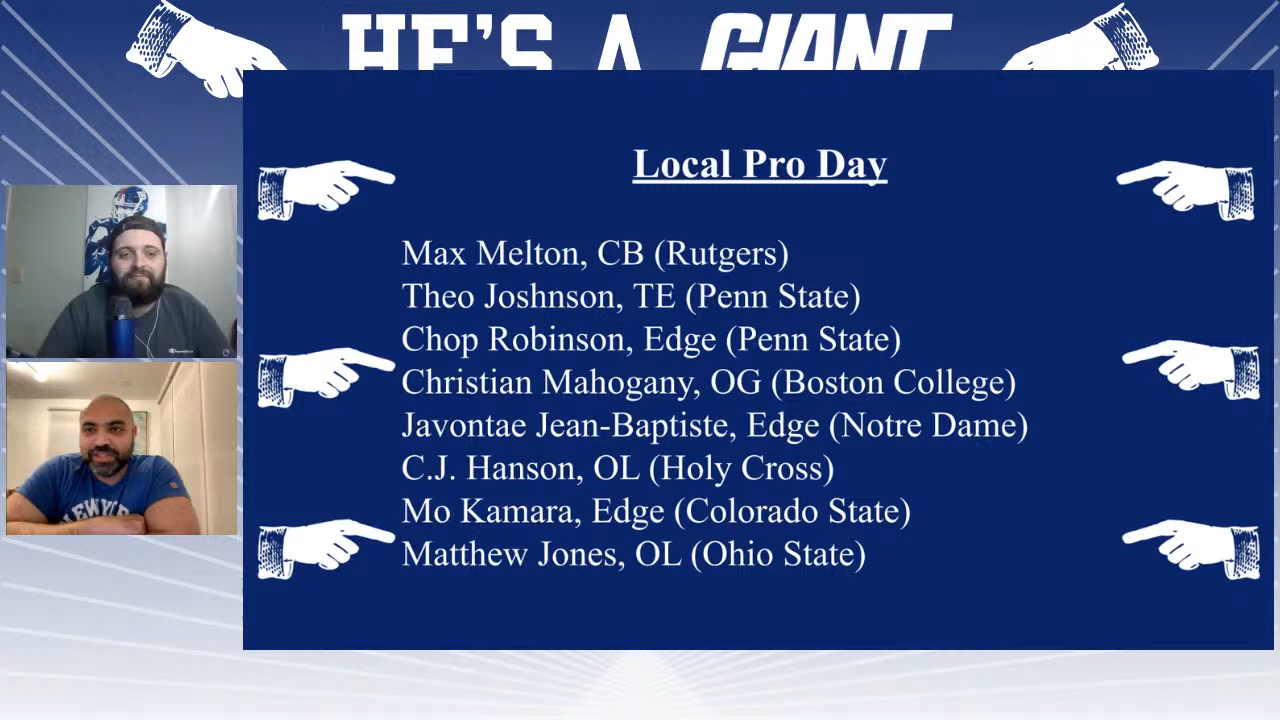 HE'S A GIANT
Local Pro Day
Max Melton, CB (Rutgers)
Theo Joshnson, TE (Penn State)
Chop Robinson, Edge (Penn State)
Christian Mahogany, OG (Boston College)
Javontae Jean-Baptiste, Edge (Notre Dame)
C.J. Hanson, OL (Holy Cross)
Mo Kamara, Edge (Colorado State)
Matthew Jones, OL (Ohio State)